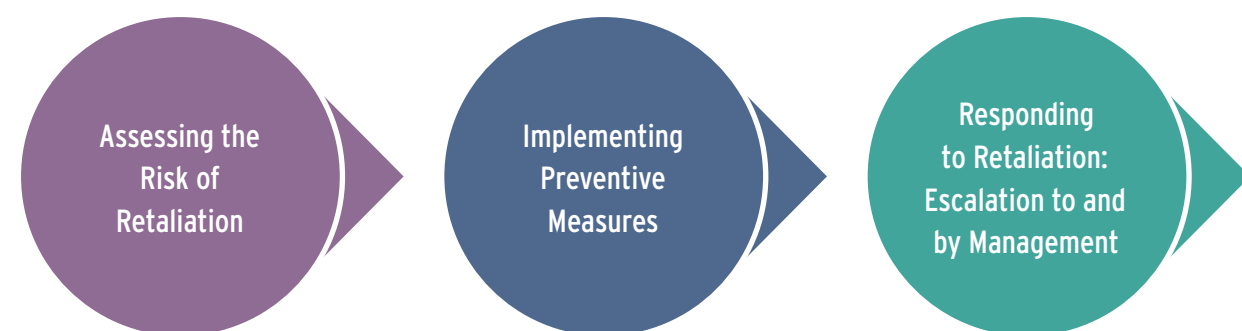 Assessing the
Risk of
Retaliation
Implementing
Preventive
Measures
Responding
to Retaliation:
Escalation to and
by Management